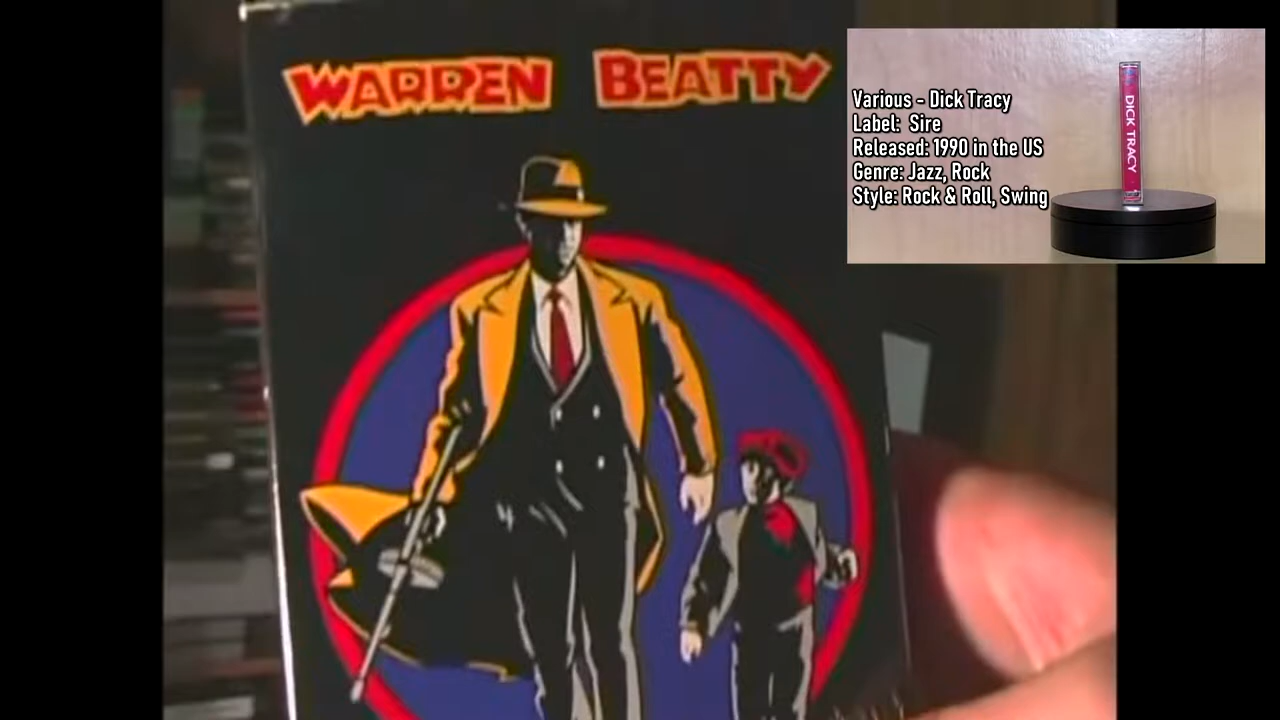 WARREN BEATTY
Various - Dick Tracy
Label: Sire
Released: 1990 in the US
Genre: Jazz, Rock
Style: Rock & Roll, Swing
DICK TRACY